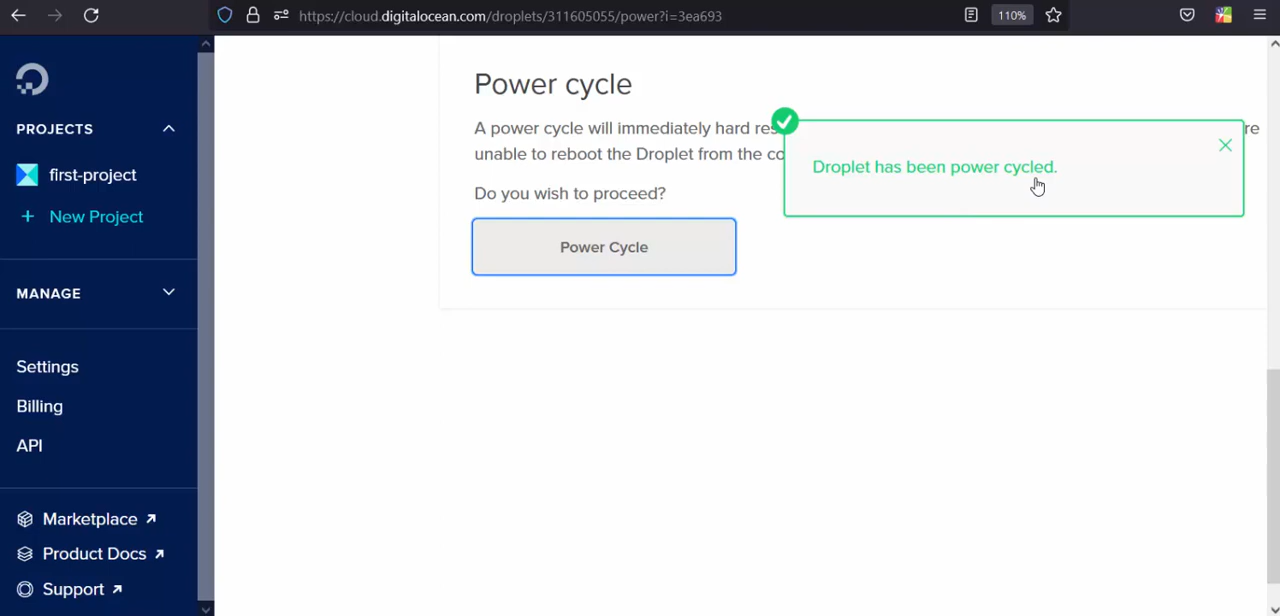 https://cloud.digitalocean.com/droplets/311605055/power?i=3ea693
110%
PROJECTS
first-project
+ New Project
MANAGE
Settings
Billing
API
Marketplace
Product Docs
Support
Power cycle
A power cycle will immediately hard res
re
unable to reboot the Droplet from the co
Do you wish to proceed?
Power Cycle
Droplet has been power cycled.